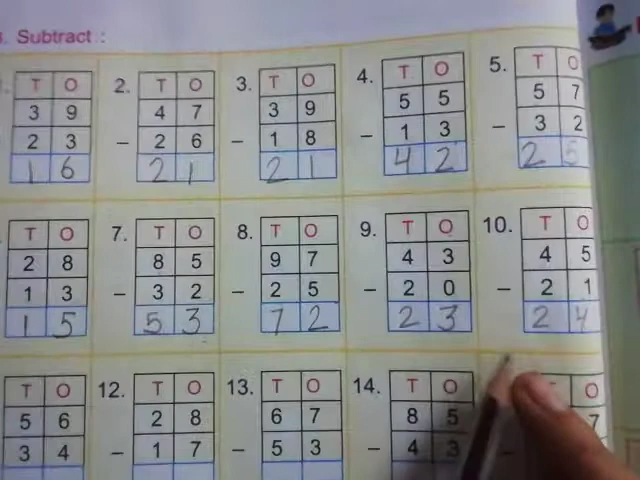 . Subtract :
T O 2. T O 3. T O 4. T O 5. T O
3 9 4 7 3 9 5 5 5 7
2 3 - 2 6 - 1 8 - 1 3 - 3 2
1 6 2 1 2 1 4 2 2 5
T O 7. T O 8. T O 9. T O 10. T O
2 8 8 5 9 7 4 3 4 5
1 3 - 3 2 - 2 5 - 2 0 - 2 1
1 5 5 3 7 2 2 3 2 4
T O 12. T O 13. T O 14. T O O
5 6 2 8 6 7 8 5 7
3 4 - 1 7 - 5 3 - 4 3 -